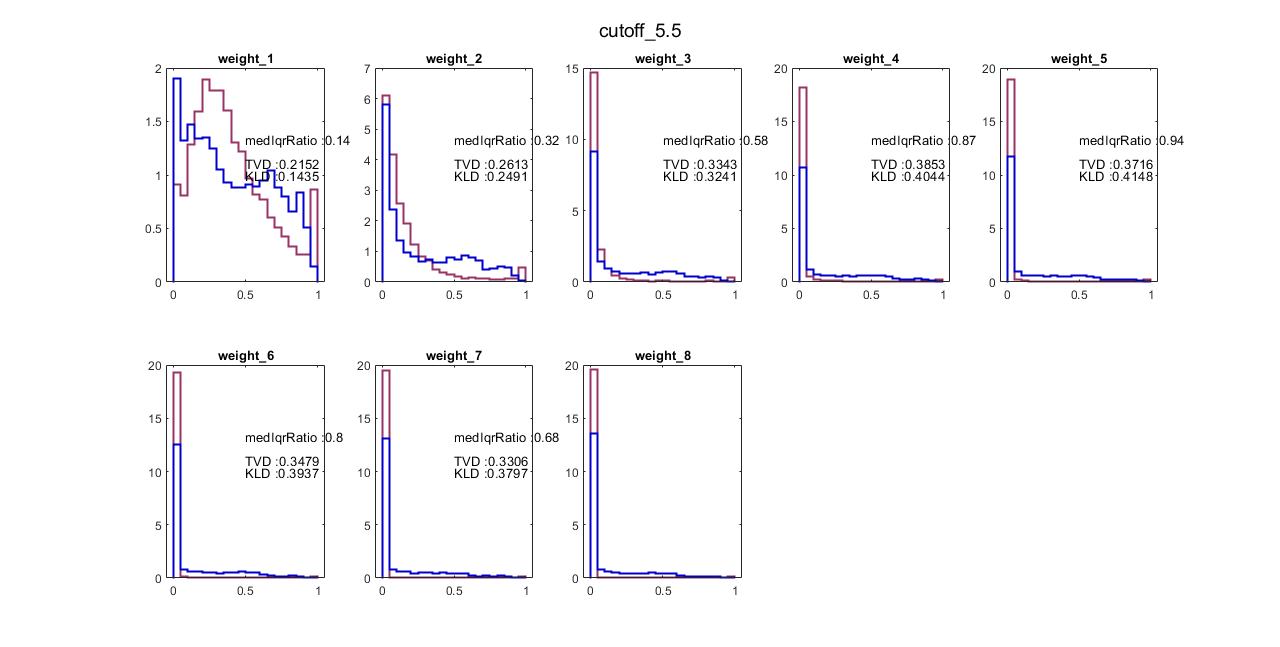 cutoff_5.5
weight_1
2
1.5
1
0.5
0
0
0.5
1
medIqrRatio :0.14
TVD :0.2152
KLD :0.1435
weight_2
7
6
5
4
3
2
1
0
0
0.5
1
medIqrRatio :0.32
TVD :0.2613
KLD :0.2491
weight_3
15
10
5
0
0
0.5
1
medIqrRatio :0.58
TVD :0.3343
KLD :0.3241
weight_4
20
15
10
5
0
0
0.5
1
medIqrRatio :0.87
TVD :0.3853
KLD :0.4044
weight_5
20
15
10
5
0
0
0.5
1
medIqrRatio :0.94
TVD :0.3716
KLD :0.4148
weight_6
20
15
10
5
0
0
0.5
1
medIqrRatio :0.8
TVD :0.3479
KLD :0.3937
weight_7
20
15
10
5
0
0
0.5
1
medIqrRatio :0.68
TVD :0.3306
KLD :0.3797
weight_8
20
15
10
5
0
0
0.5
1